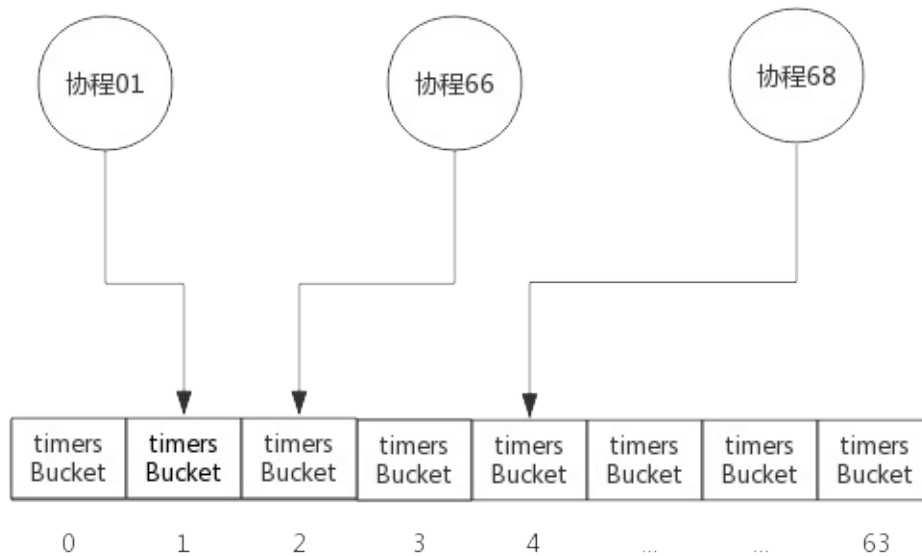 协程01
协程66
协程68
timers
Bucket
timers
Bucket
timers
Bucket
timers
Bucket
timers
Bucket
timers
Bucket
timers
Bucket
timers
Bucket
0
1
2
3
4
...
...
63